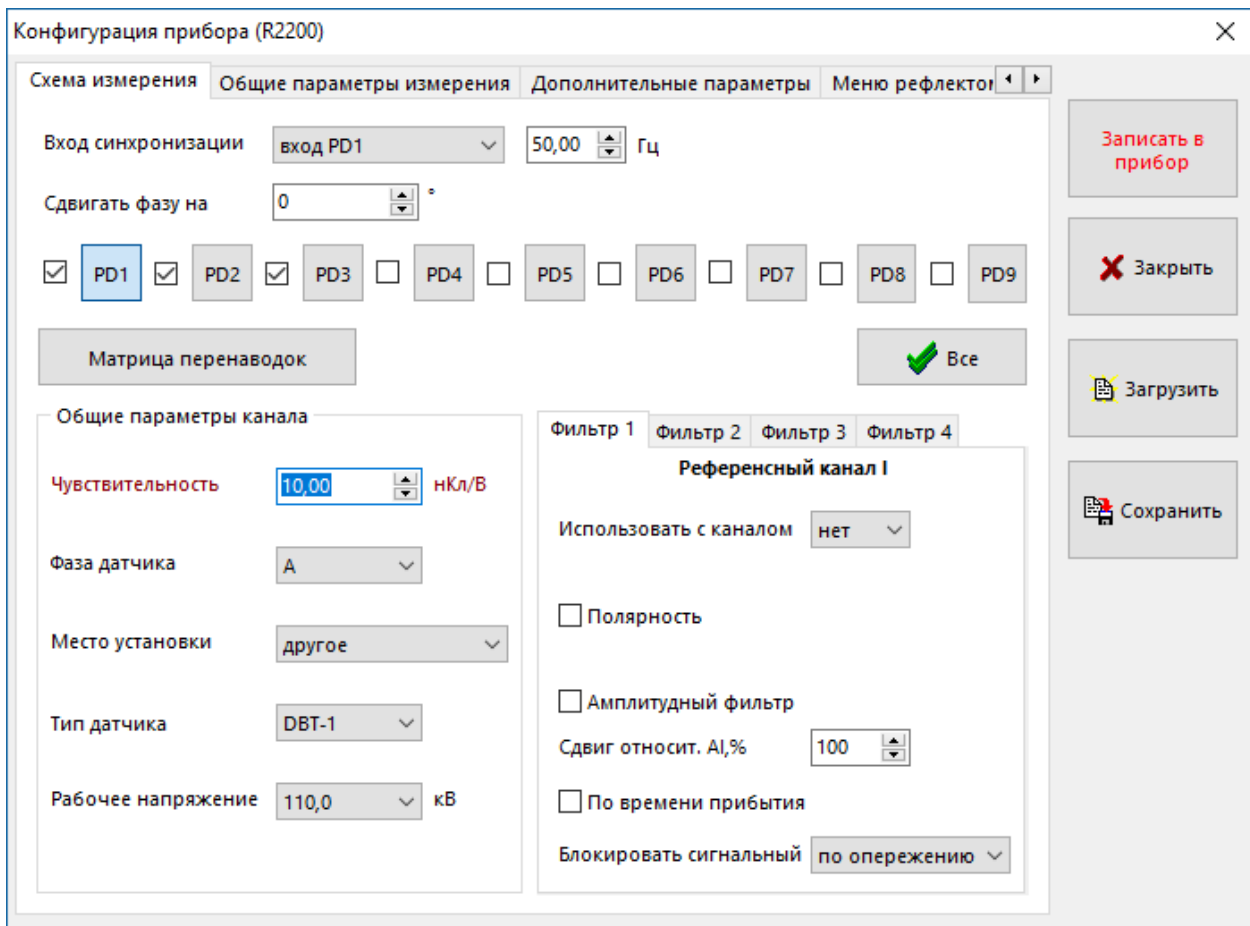 Конфигурация прибора (R2200)
Схема измерения Общие параметры измерения Дополнительные параметры Меню рефлектом
Вход синхронизации вход PD1 50,00 Гц
Сдвигать фазу на 0 °
PD1 PD2 PD3 PD4 PD5 PD6 PD7 PD8 PD9
Матрица перенаводок Все
Записать в
прибор
Закрыть
Загрузить
Сохранить
Общие параметры канала
Чувствительность 10,00 нКл/В
Фаза датчика A
Место установки другое
Тип датчика DBT-1
Рабочее напряжение 110,0 кВ
Фильтр 1 Фильтр 2 Фильтр 3 Фильтр 4
Референсный канал I
Использовать с каналом нет
Полярность
Амплитудный фильтр
Сдвиг относит. AI,% 100
По времени прибытия
Блокировать сигнальный по опережению